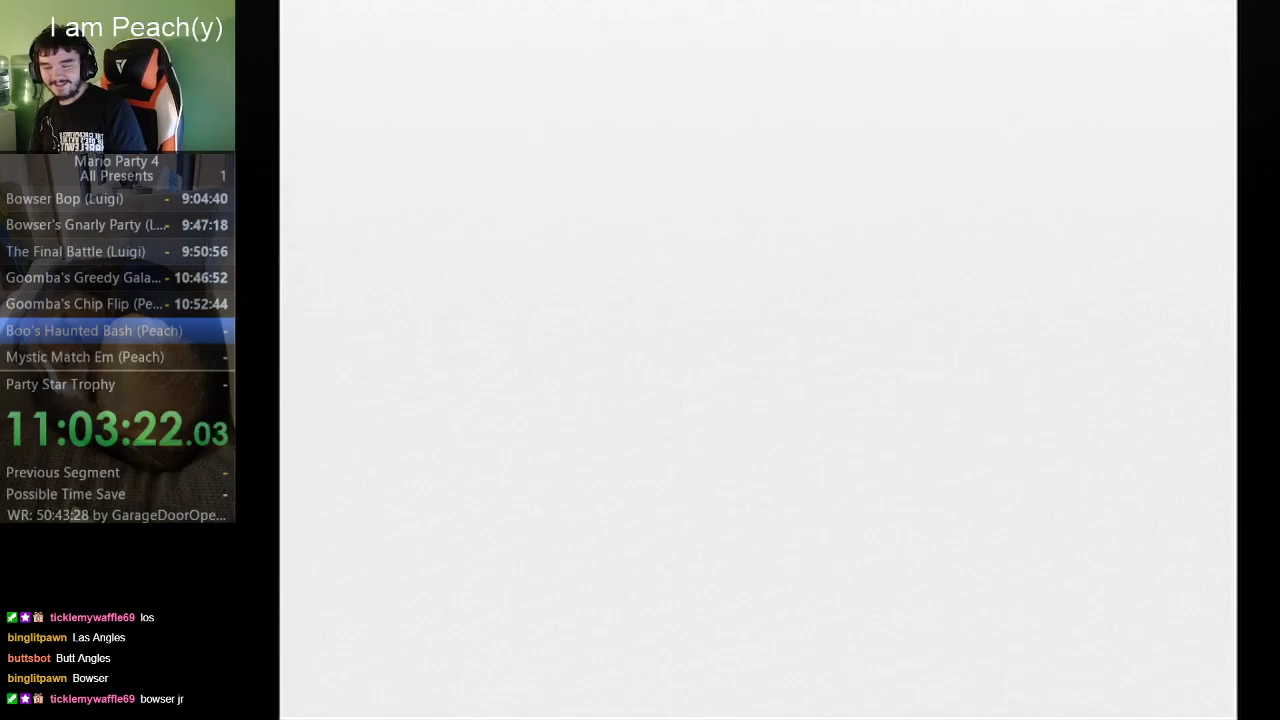 I am Peach(y)
Mario Party 4
All Presents 1
Bowser Bop (Luigi) - 9:04:40
Bowser's Gnarly Party (L... - 9:47:18
The Final Battle (Luigi) - 9:50:56
Goomba's Greedy Gala... - 10:46:52
Goomba's Chip Flip (Pe... - 10:52:44
Boo's Haunted Bash (Peach) -
Mystic Match Em (Peach) -
Party Star Trophy -
11:03:22.03
Previous Segment -
Possible Time Save -
WR: 50:43:28 by GarageDoorOpe...
ticklemywaffle69 los
binglitpawn Las Angles
buttsbot Butt Angles
binglitpawn Bowser
ticklemywaffle69 bowser jr